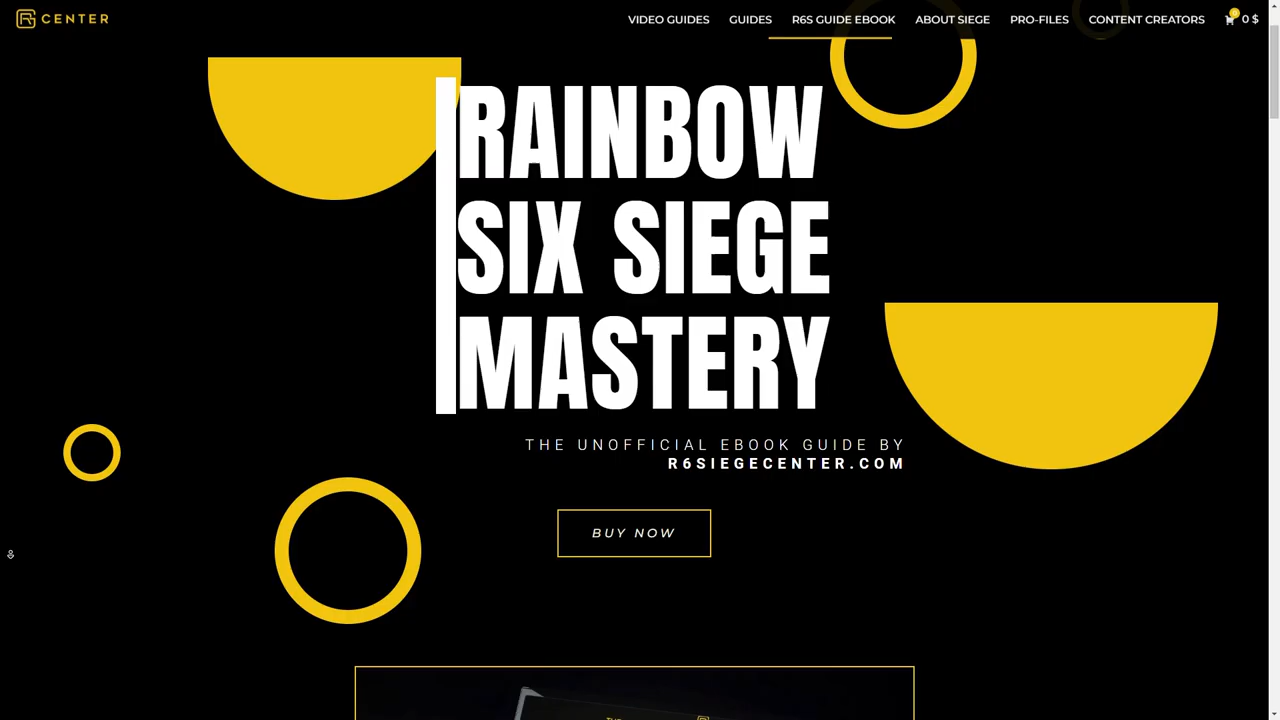 CENTER
VIDEO GUIDES GUIDES R6S GUIDE EBOOK ABOUT SIEGE PRO-FILES CONTENT CREATORS 0 0 $
RAINBOW
SIX SIEGE
MASTERY
THE UNOFFICIAL EBOOK GUIDE BY
R6SIEGECENTER.COM
BUY NOW